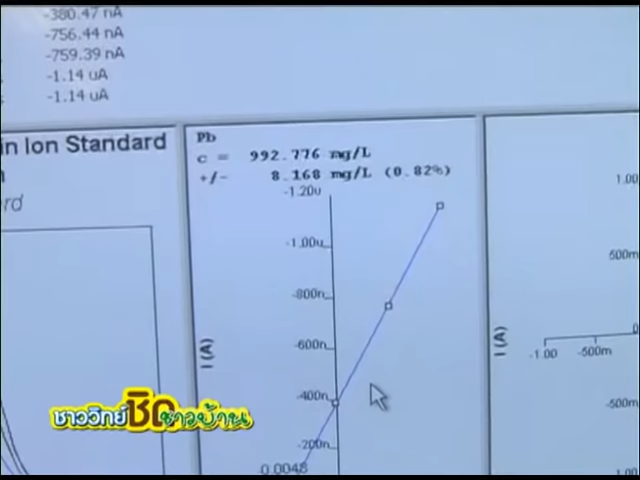 -380.47 nA
-756.44 nA
-759.39 nA
-1.14 uA
-1.14 uA
in Ion Standard
Pb
c = 992.776 mg/L
+/- 8.168 mg/L (0.82%)
-1.20u
-1.00u
-800n
-600n
-400n
-200n
I (A)
-0.0048
I (A)
1.00
500m
0
-1.00 -500m
-500m
ชาววิทย์ชิดชาวบ้าน